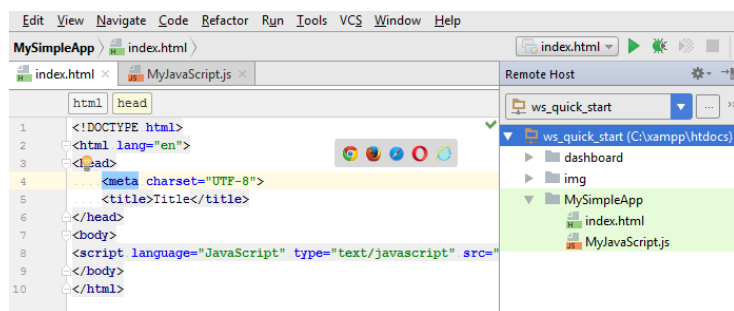 Edit View Navigate Code Refactor Run Tools VCS Window Help
MySimpleApp index.html index.html
index.html MyJavaScript.js Remote Host
html head
ws_quick_start ...
1 <!DOCTYPE html>
2 <html lang="en">
3 <head>
4 <meta charset="UTF-8">
5 <title>Title</title>
6 </head>
7 <body>
8 <script language="JavaScript" type="text/javascript" src="
9 </body>
10 </html>
ws_quick_start (C:\xampp\htdocs)
dashboard
img
MySimpleApp
index.html
MyJavaScript.js